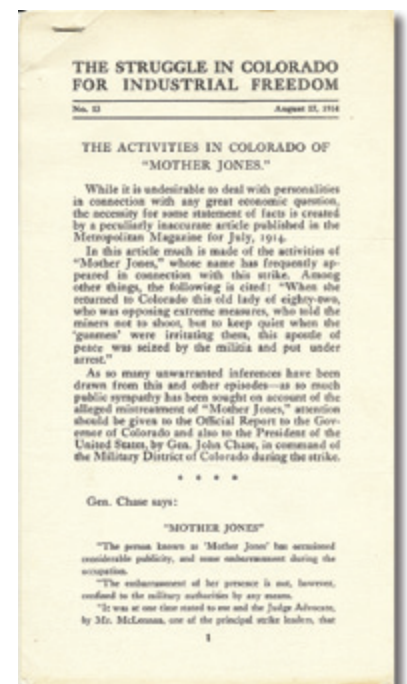 THE STRUGGLE IN COLORADO
FOR INDUSTRIAL FREEDOM
No. 12 August 25, 1914
THE ACTIVITIES IN COLORADO OF
“MOTHER JONES.”
While it is undesirable to deal with personalities
in connection with any great economic question,
the necessity for some statement of facts is created
by a peculiarly inaccurate article published in the
Metropolitan Magazine for July, 1914.
In this article much is made of the activities of
“Mother Jones,” whose name has frequently ap-
peared in connection with this strike. Among
other things, the following is cited: “When she
returned to Colorado this old lady of eighty-two,
who was opposing extreme measures, who told the
miners not to shoot, but to keep quiet when the
‘gunmen’ were irritating them, this apostle of
peace was seized by the militia and put under
arrest.”
As so many unwarranted inferences have been
drawn from this and other episodes—as so much
public sympathy has been sought on account of the
alleged mistreatment of “Mother Jones,” attention
should be given to the Official Report to the Gov-
ernor of Colorado and also to the President of the
United States, by Gen. John Chase, in command of
the Military District of Colorado during the strike.
* * * *
Gen. Chase says:
“MOTHER JONES”
“The person known as ‘Mother Jones’ has occasioned
considerable publicity, and some embarrassment during the
occupation.
“The embarrassment of her presence is not, however,
confined to the military authorities by any means.
“It was at one time stated to me and the Judge Advocate,
by Mr. McLennan, one of the principal strike leaders, that
1